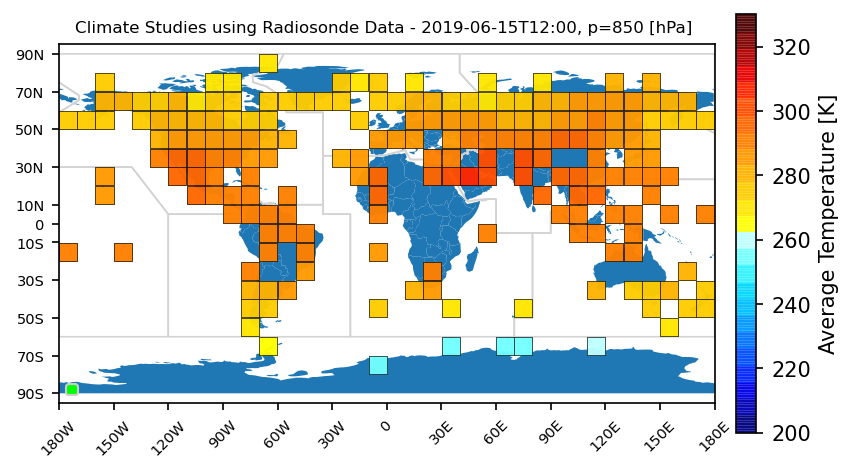 Climate Studies using Radiosonde Data - 2019-06-15T12:00, p=850 [hPa]
90N
70N
50N
30N
10N
0
10S
30S
50S
70S
90S
180W 150W 120W 90W 60W 30W 0 30E 60E 90E 120E 150E 180E
320
300
280
260
240
220
200
Average Temperature [K]